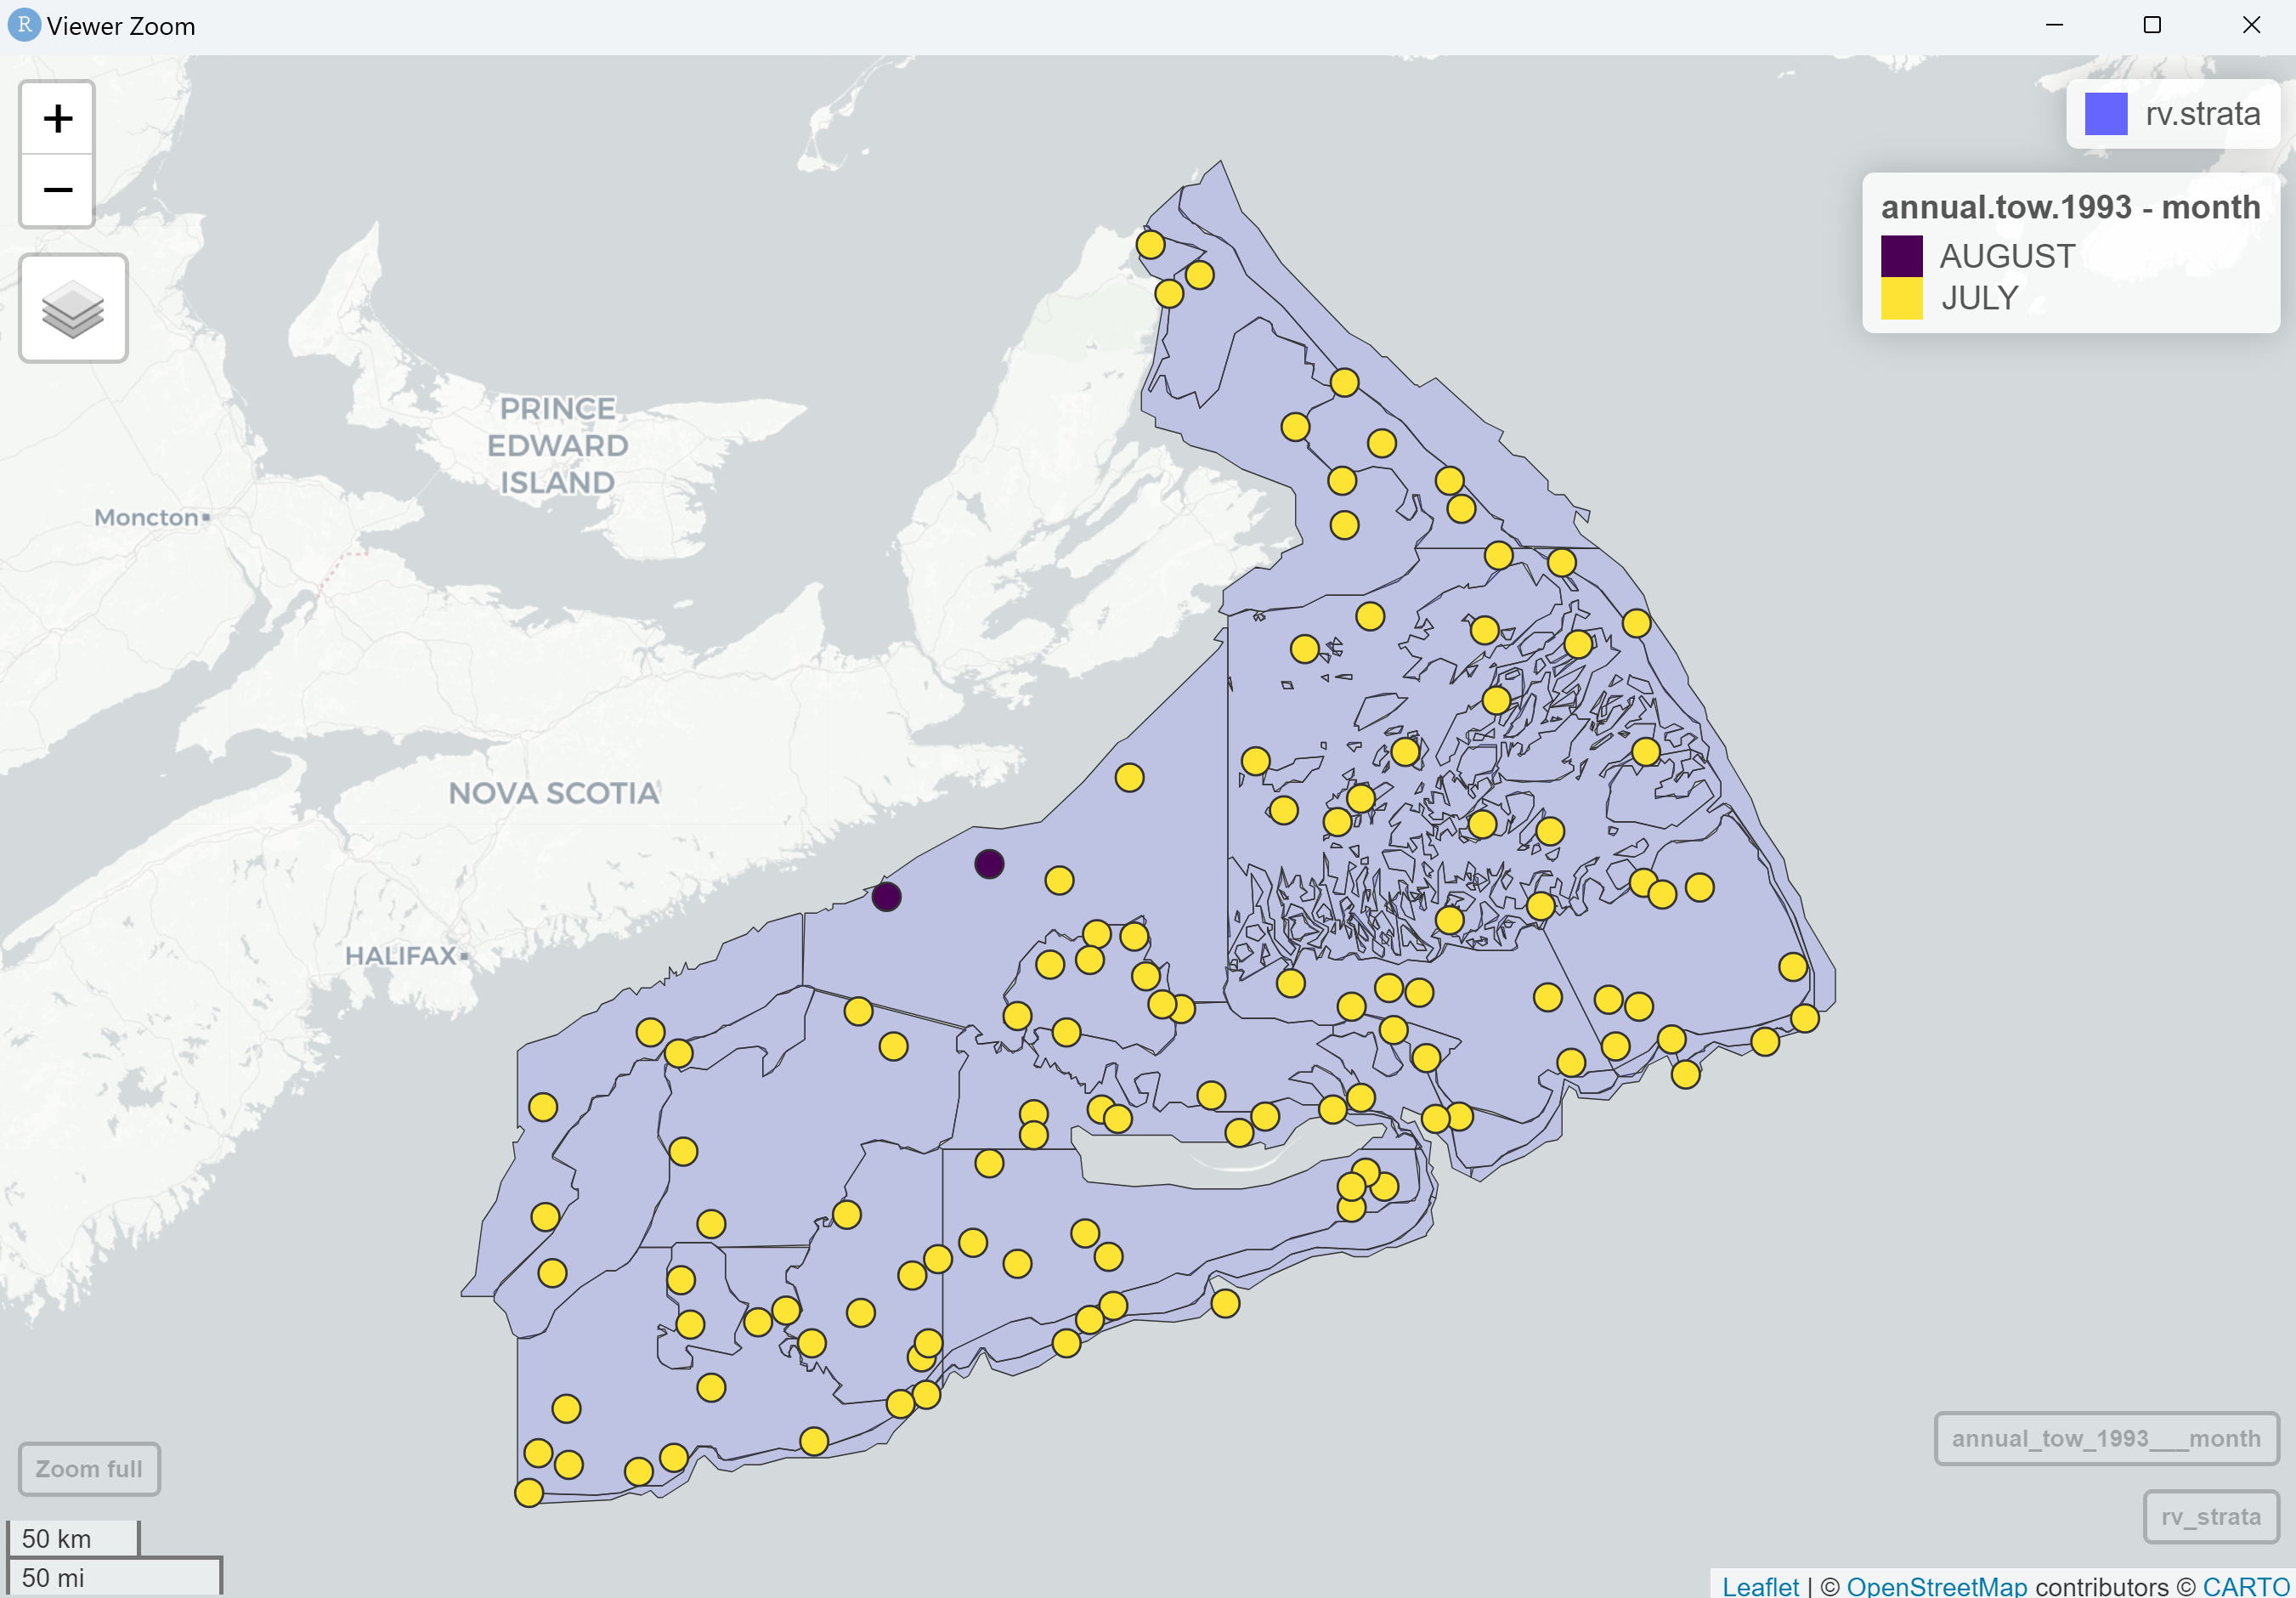 R Viewer Zoom
+
−
rv.strata
annual.tow.1993 - month
AUGUST
JULY
PRINCE
EDWARD
ISLAND
Moncton
NOVA SCOTIA
HALIFAX
Zoom full
annual_tow_1993___month
rv_strata
50 km
50 mi
Leaflet | © OpenStreetMap contributors © CARTO